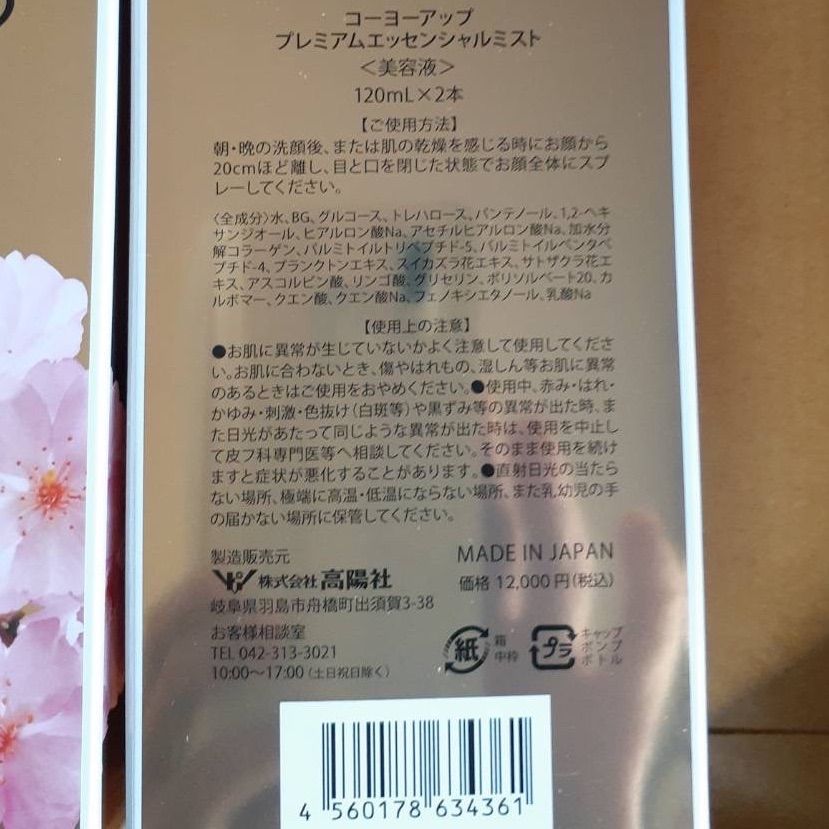 コーヨーアップ
プレミアムエッセンシャルミスト
＜美容液＞
120mL×2本
【ご使用方法】
朝・晩の洗顔後、または肌の乾燥を感じる時にお顔から
20cmほど離し、目と口を閉じた状態でお顔全体にスプ
レーしてください。
〈全成分〉水、BG、グルコース、トレハロース、パンテノール、1,2-ヘキ
サンジオール、ヒアルロン酸Na、アセチルヒアルロン酸Na、加水分
解コラーゲン、パルミトイルトリペプチド-5、パルミトイルペンタペ
プチド-4、プランクトンエキス、スイカズラ花エキス、サトザクラ花エ
キス、アスコルビン酸、リンゴ酸、グリセリン、ポリソルベート20、カ
ルボマー、クエン酸、クエン酸Na、フェノキシエタノール、乳酸Na
【使用上の注意】
●お肌に異常が生じていないかよく注意して使用してくださ
い。お肌に合わないとき、傷やはれもの、湿しん等お肌に異常
のあるときはご使用をおやめください。●使用中、赤み・はれ・
かゆみ・刺激・色抜け(白斑等)や黒ずみ等の異常が出た時、ま
た日光があたって同じような異常が出た時は、使用を中止し
て皮フ科専門医等へ相談してください。そのまま使用を続け
ますと症状が悪化することがあります。●直射日光の当たら
ない場所、極端に高温・低温にならない場所、また乳幼児の手
の届かない場所に保管してください。
製造販売元
株式会社 高陽社
岐阜県羽島市舟橋町出須賀3-38
お客様相談室
TEL 042-313-3021
10:00〜17:00（土日祝日除く）
MADE IN JAPAN
価格 12,000円(税込)
紙
箱
中枠
プラ
キャップ
ポンプ
ボトル
4 560178 634361